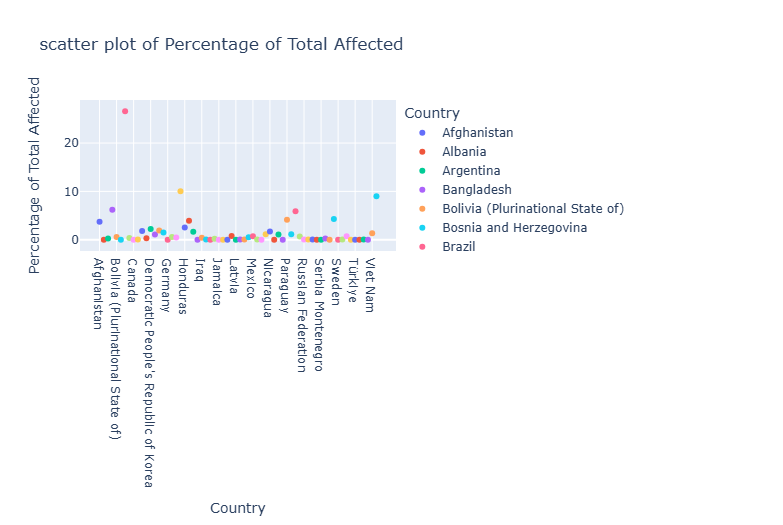 scatter plot of Percentage of Total Affected
Percentage of Total Affected
20
10
0
Afghanistan
Bolivia (Plurinational State of)
Canada
Democratic People's Republic of Korea
Germany
Honduras
Iraq
Jamaica
Latvia
Mexico
Nicaragua
Paraguay
Russian Federation
Serbia Montenegro
Sweden
Türkiye
Viet Nam
Country
Country
Afghanistan
Albania
Argentina
Bangladesh
Bolivia (Plurinational State of)
Bosnia and Herzegovina
Brazil